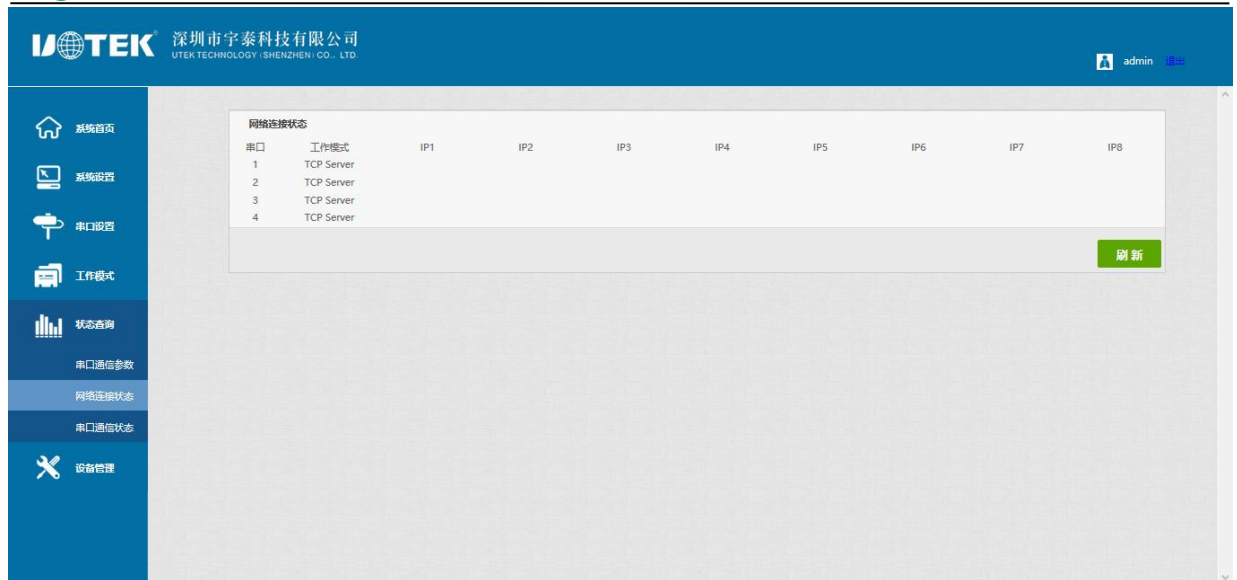 UOTEK® 深圳市宇泰科技有限公司
UTEK TECHNOLOGY (SHENZHEN) CO., LTD.
admin 退出
系统首页
系统设置
串口设置
工作模式
状态查询
串口通信参数
网络连接状态
串口通信状态
设备管理
网络连接状态
串口 工作模式 IP1 IP2 IP3 IP4 IP5 IP6 IP7 IP8
1 TCP Server
2 TCP Server
3 TCP Server
4 TCP Server
刷 新